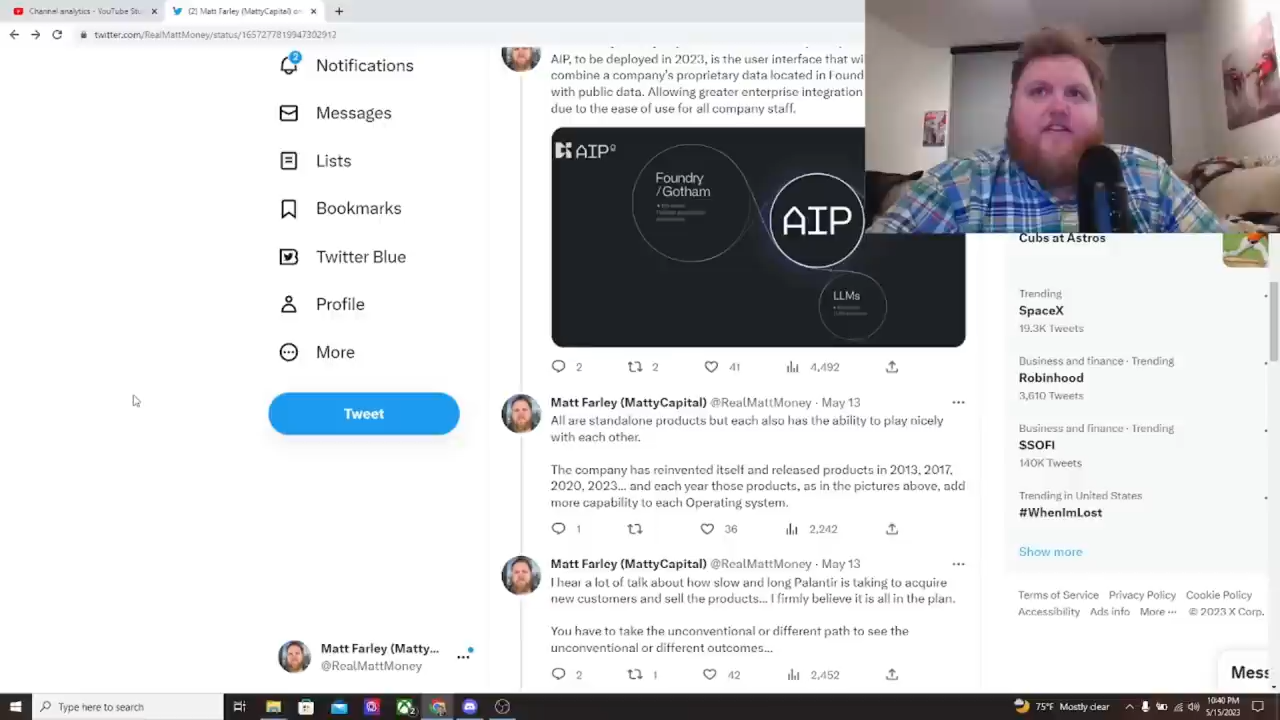 Channel analytics - YouTube Stu
(2) Matt Farley (MattyCapital) on
twitter.com/RealMattMoney/status/1657277819947302912
2
Notifications
Messages
Lists
Bookmarks
Twitter Blue
Profile
More
Tweet
Matt Farley (Matty...
@RealMattMoney
AIP, to be deployed in 2023, is the user interface that wi
combine a company's proprietary data located in Found
with public data. Allowing greater enterprise integration
due to the ease of use for all company staff.
AIP
Foundry
/Gotham
AIP
LLMs
2
2
41
4,492
Matt Farley (MattyCapital) @RealMattMoney · May 13
All are standalone products but each also has the ability to play nicely
with each other.
The company has reinvented itself and released products in 2013, 2017,
2020, 2023... and each year those products, as in the pictures above, add
more capability to each Operating system.
1
36
2,242
Matt Farley (MattyCapital) @RealMattMoney · May 13
I hear a lot of talk about how slow and long Palantir is taking to acquire
new customers and sell the products... I firmly believe it is all in the plan.
You have to take the unconventional or different path to see the
unconventional or different outcomes...
2
1
42
2,452
Cubs at Astros
Trending
SpaceX
19.3K Tweets
Business and finance · Trending
Robinhood
3,610 Tweets
Business and finance · Trending
$SOFI
140K Tweets
Trending in United States
#WhenImLost
Show more
Terms of Service Privacy Policy Cookie Policy
Accessibility Ads info More ··· © 2023 X Corp.
Mess
Type here to search
75°F Mostly clear
10:40 PM
5/15/2023